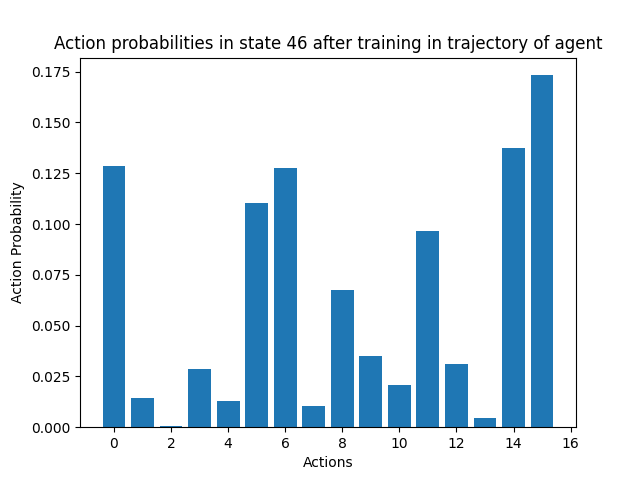 Action probabilities in state 46 after training in trajectory of agent
0.175
0.150
0.125
0.100
0.075
0.050
0.025
0.000
Action Probability
0 2 4 6 8 10 12 14 16
Actions